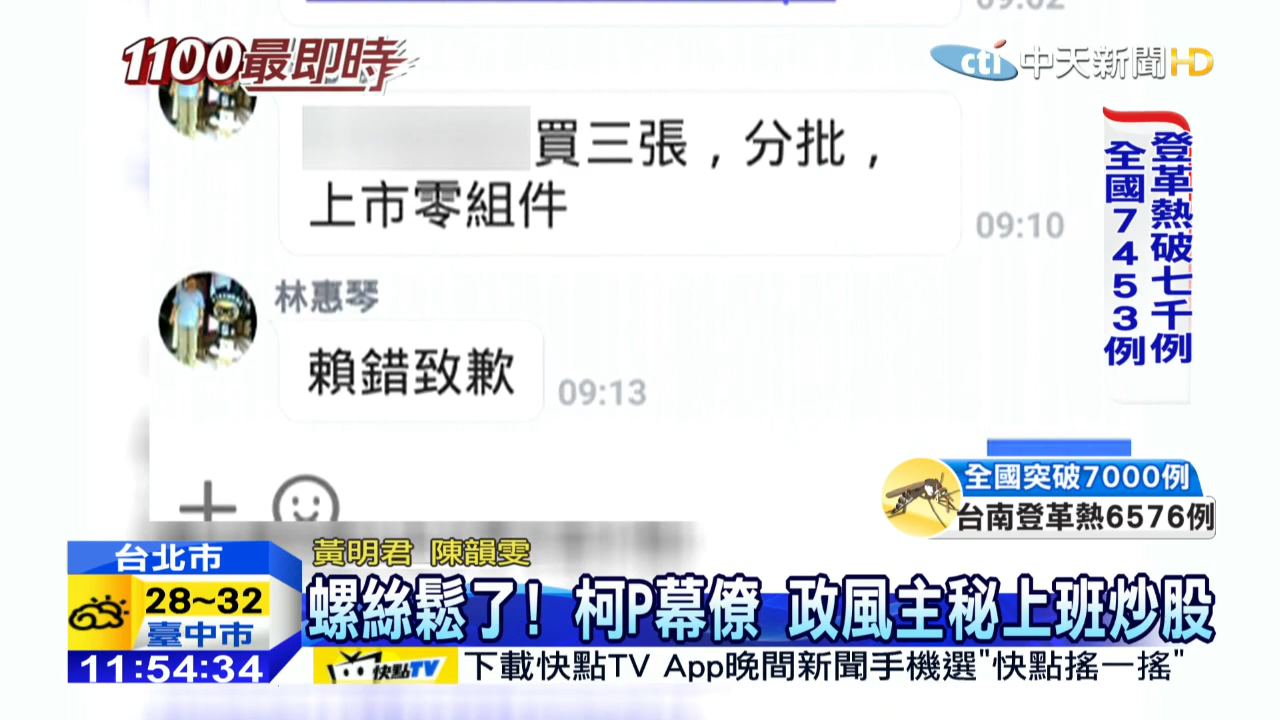 09:02
1100最即時
cti中天新聞HD
買三張，分批，
上市零組件
09:10
林惠琴
賴錯致歉
09:13
登革熱破七千例
全國7453例
全國突破7000例
台南登革熱6576例
台北市
28~32
臺中市
11:54:34
黃明君 陳韻雯
螺絲鬆了! 柯P幕僚 政風主秘上班炒股
快點TV
下載快點TV App晚間新聞手機選"快點搖一搖"